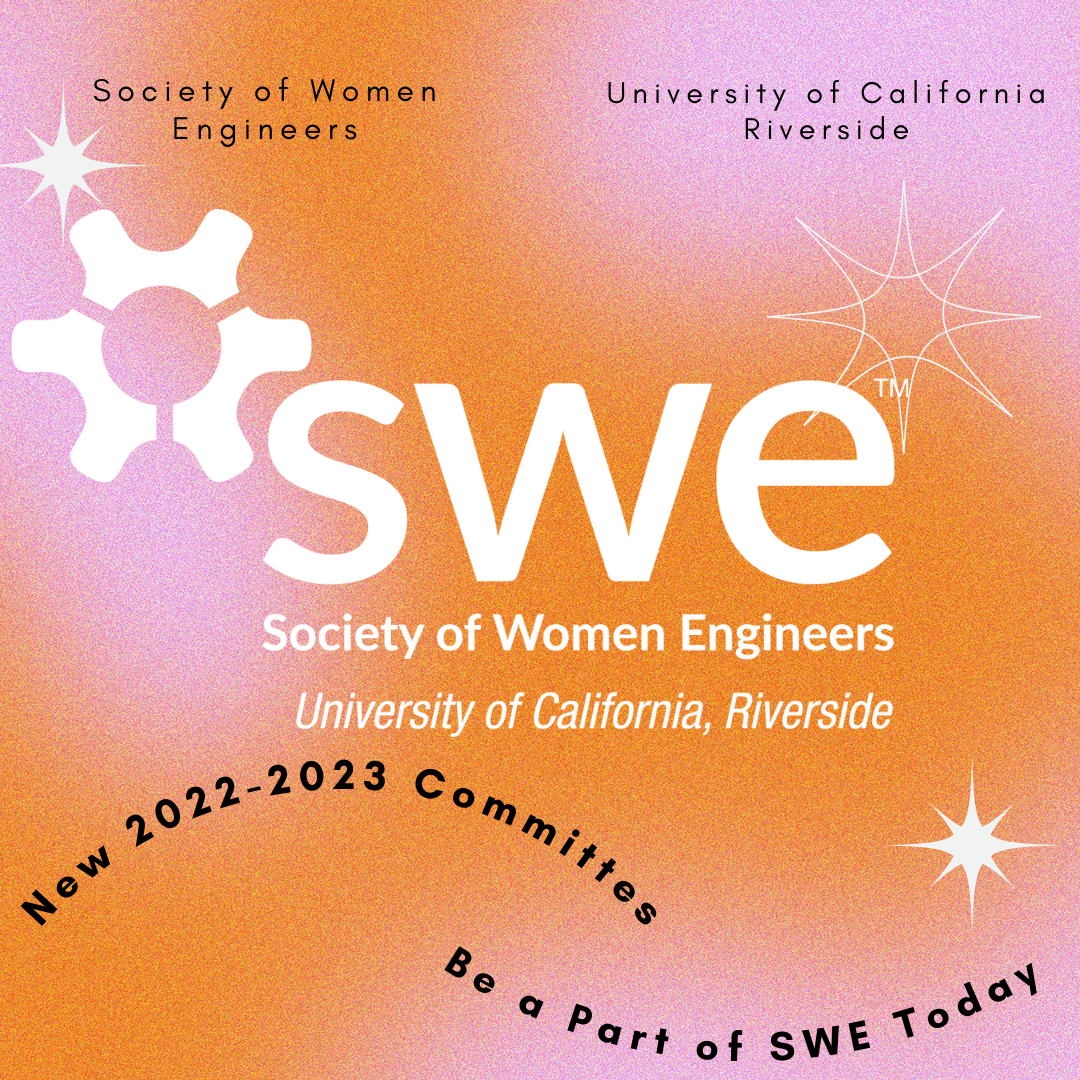 Society of Women
Engineers
University of California
Riverside
swe™
Society of Women Engineers
University of California, Riverside
New 2022-2023 Committes
Be a Part of SWE Today